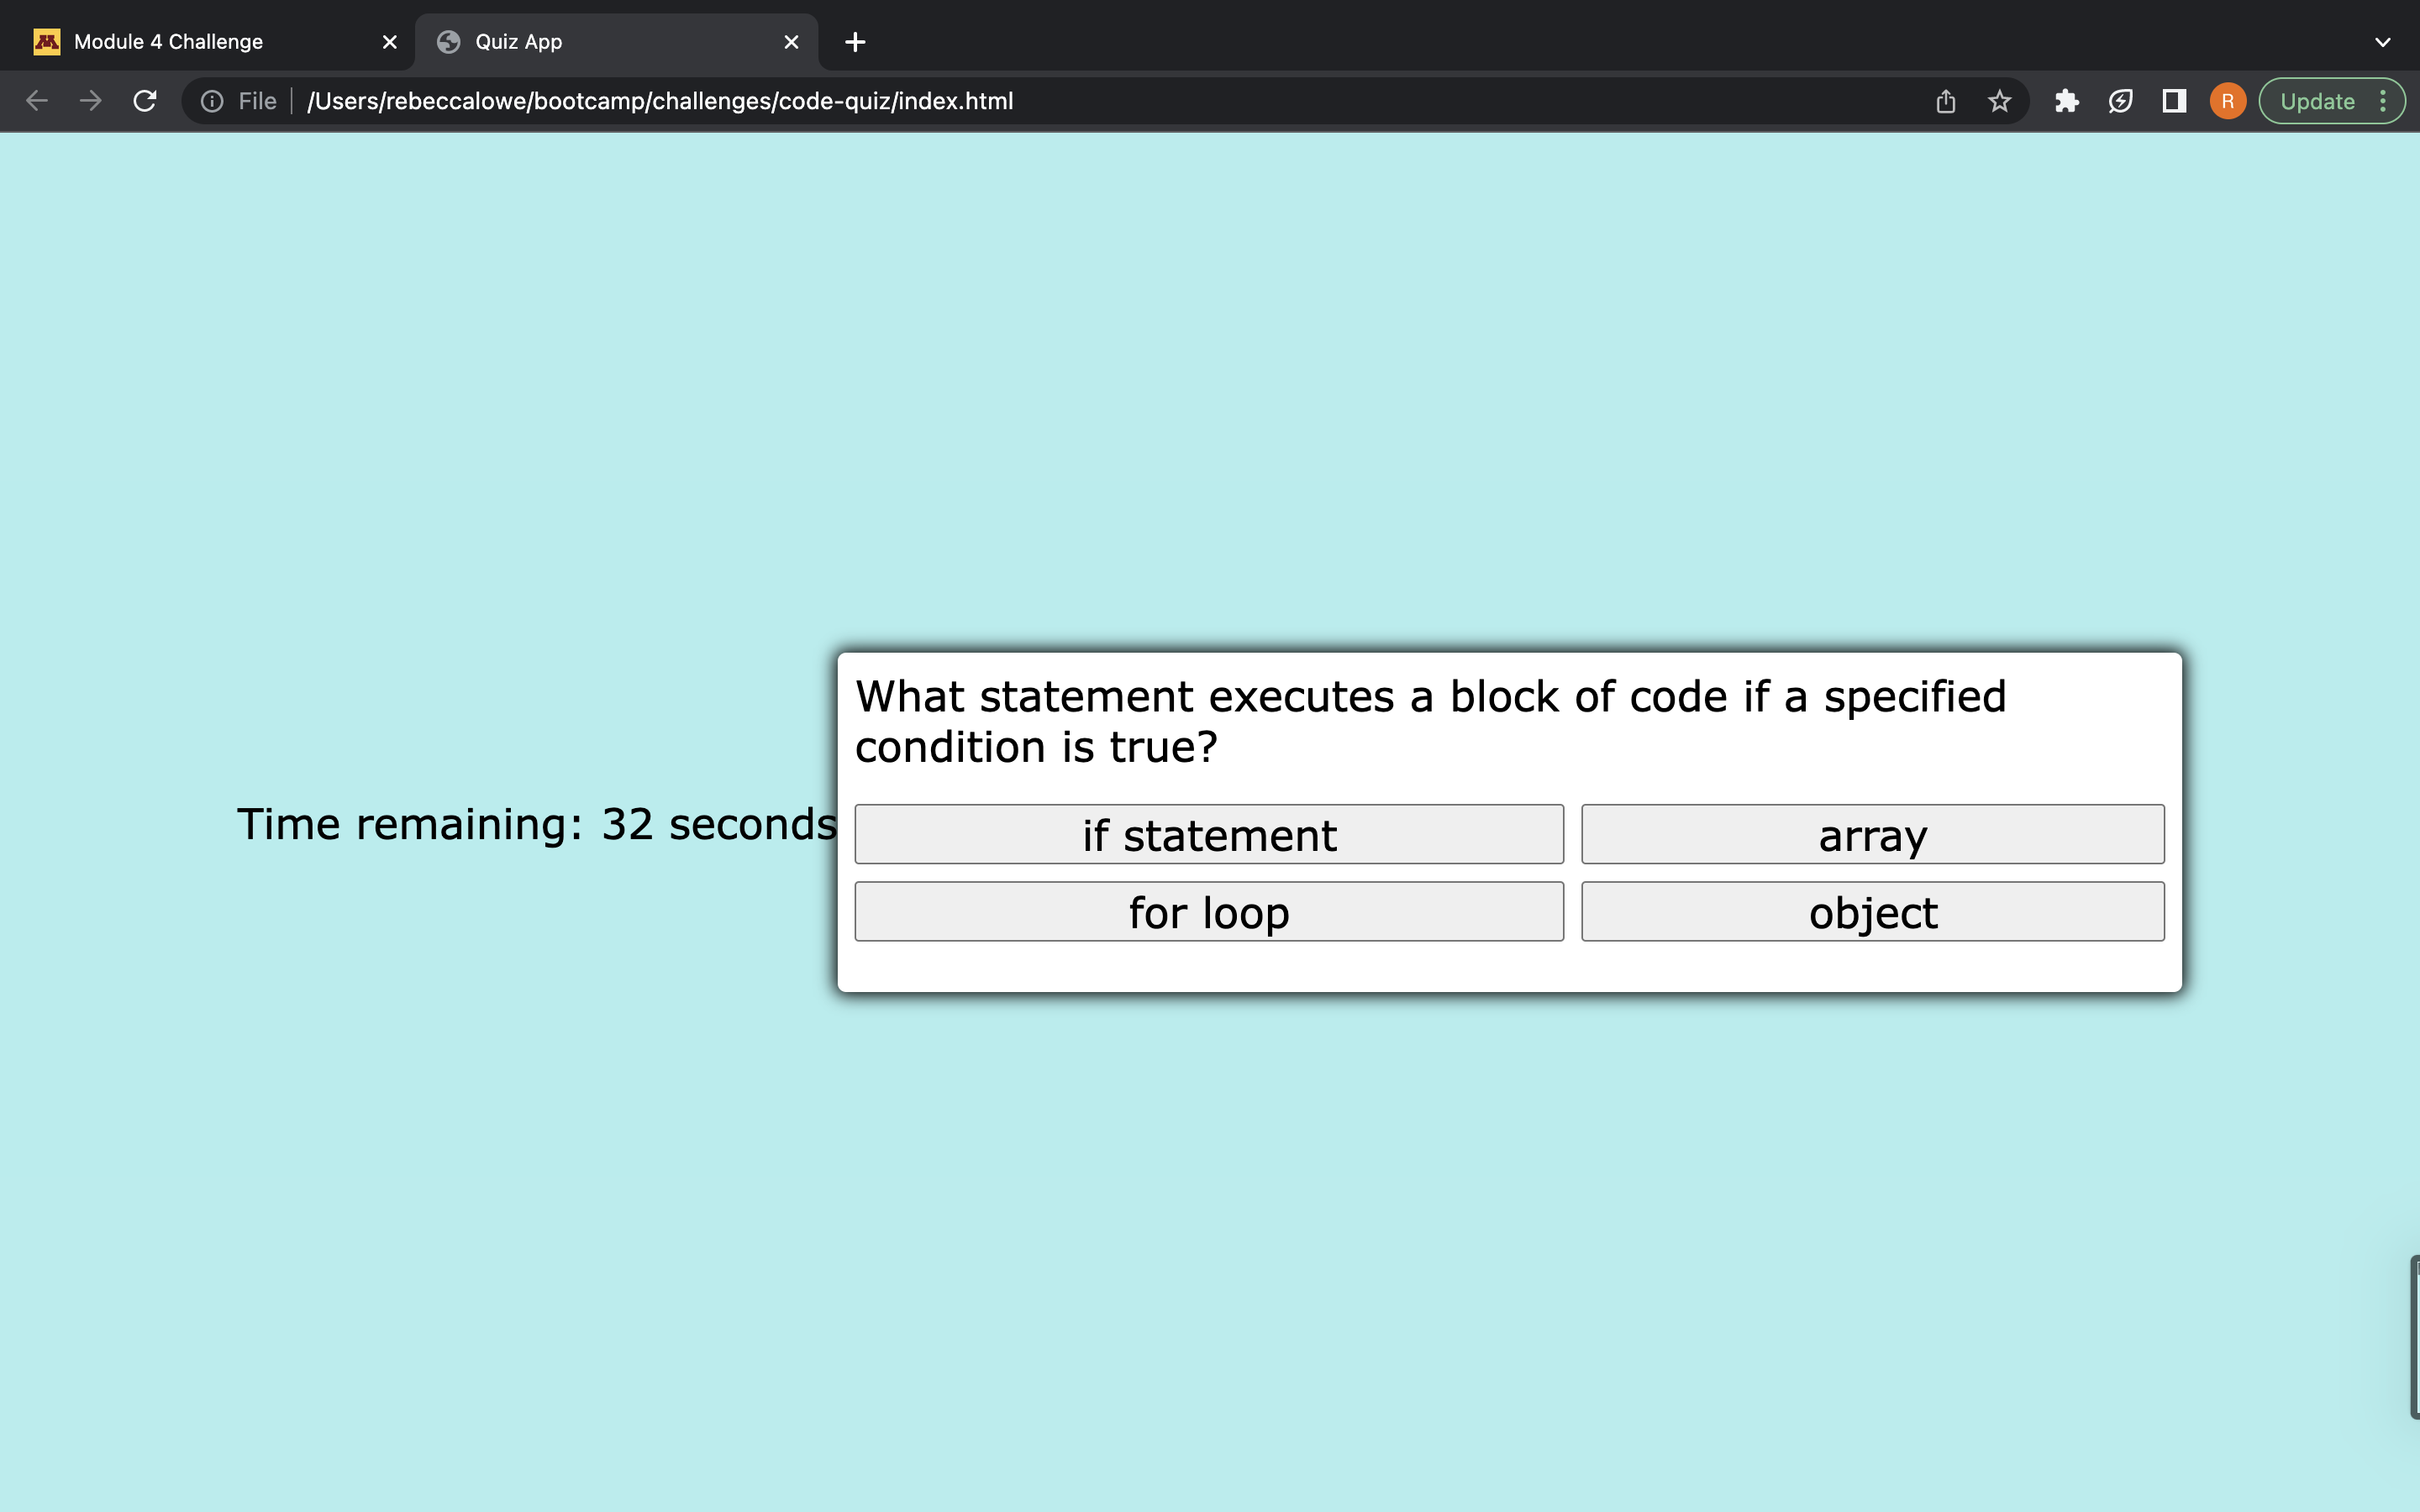 Module 4 Challenge
Quiz App
File
/Users/rebeccalowe/bootcamp/challenges/code-quiz/index.html
R
Update
What statement executes a block of code if a specified
condition is true?
Time remaining: 32 seconds
if statement
array
for loop
object